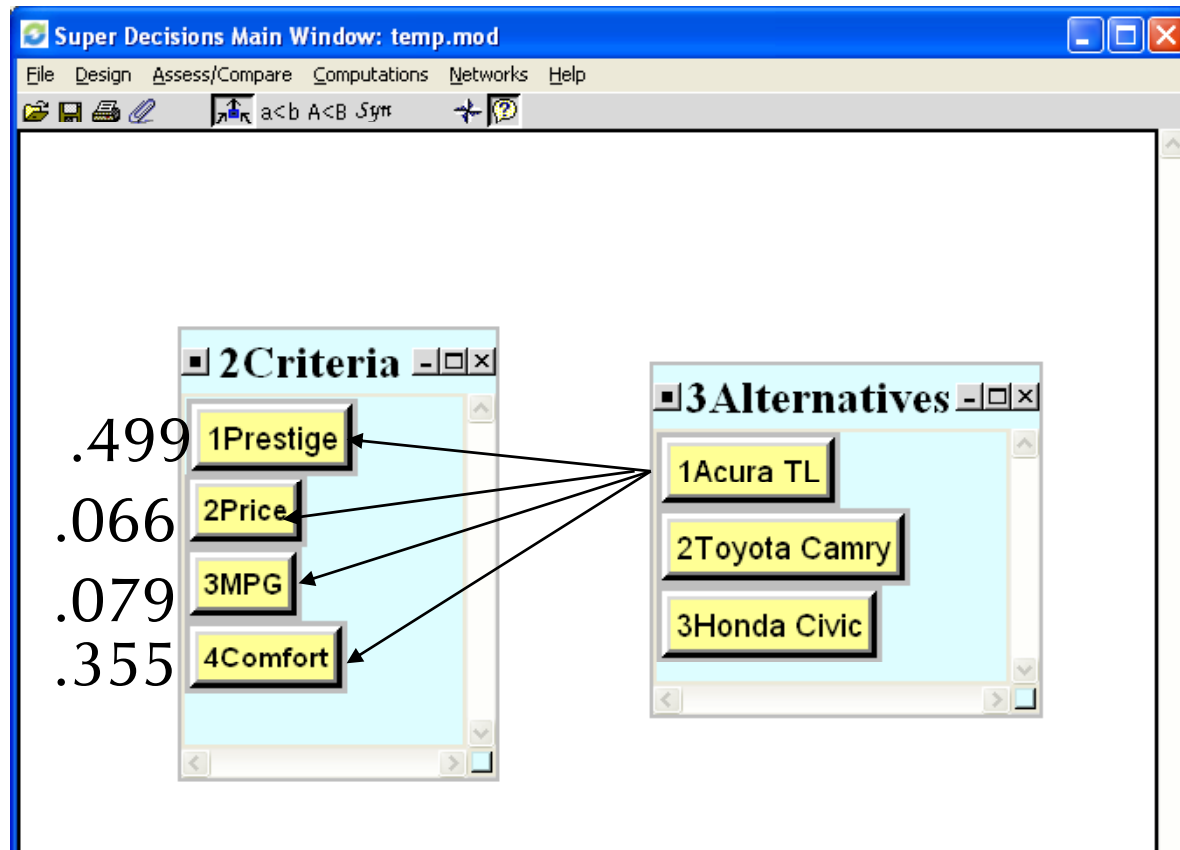 Super Decisions Main Window: temp.mod
File Design Assess/Compare Computations Networks Help
a<b A<B Syn
2Criteria
.499 1Prestige
.066 2Price
.079 3MPG
.355 4Comfort
3Alternatives
1Acura TL
2Toyota Camry
3Honda Civic